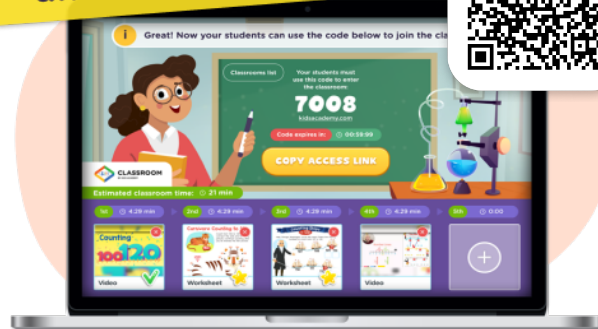 Great! Now your students can use the code below to join the cla
Classrooms list
Your students must
use this code to enter
the classroom:
7008
kidsacademy.com
Code expires in: 00:59:99
COPY ACCESS LINK
CLASSROOM
Estimated classroom time: 21 min
1st 4.29 min
2nd 4.29 min
3rd 4.29 min
4th 4.29 min
5th 0:00
Counting
100 120
Video
Worksheet
Worksheet
Video